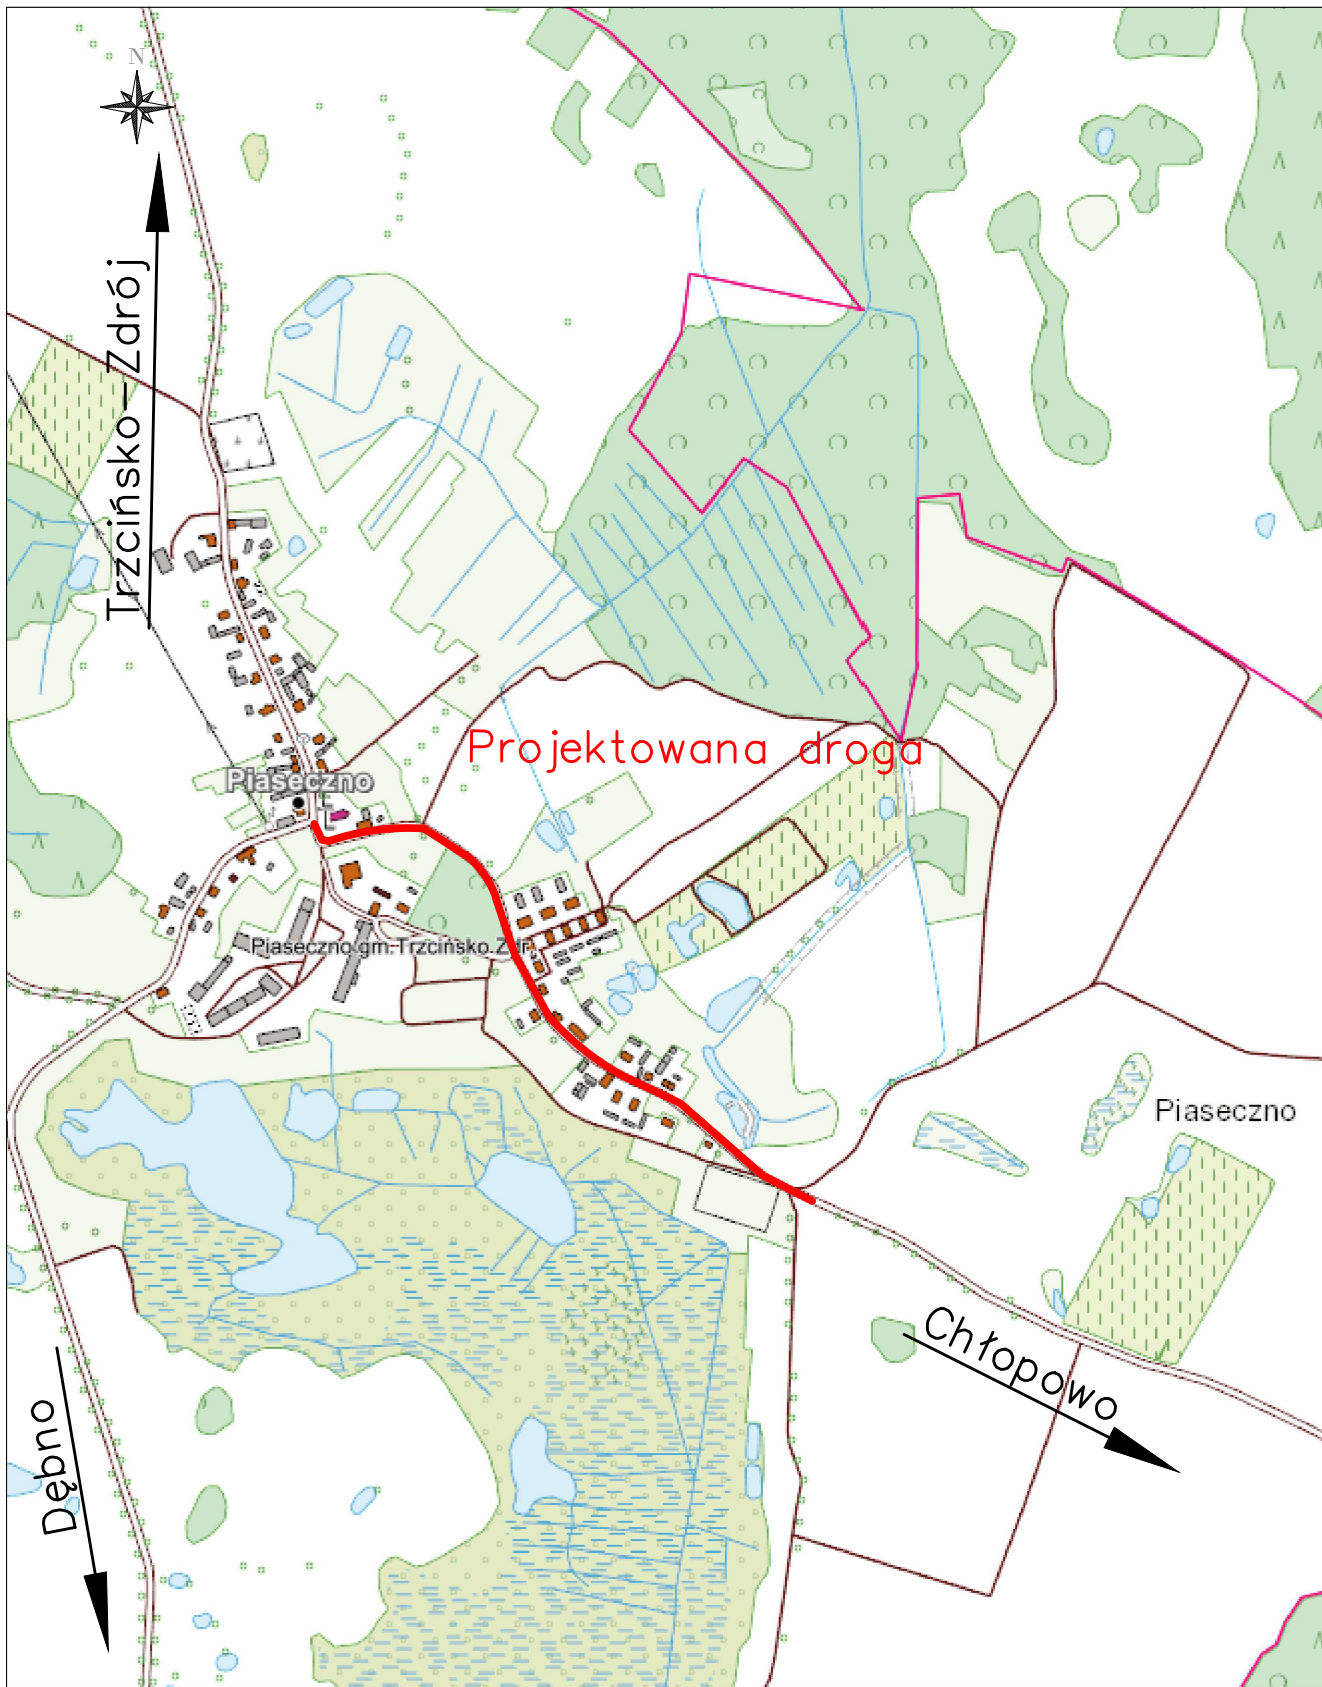 N
Trzcińsko-Zdrój
Projektowana droga
Piaseczno
Piaseczno gm. Trzcińsko Zdr.
Piaseczno
Chłopowo
Dębno